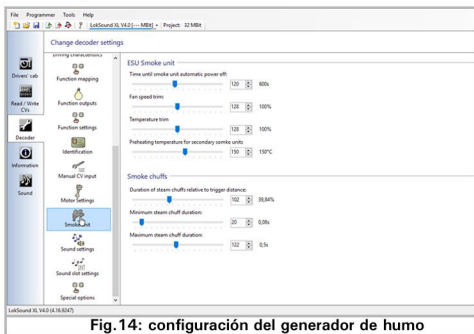 File Programmer Tools Help
LokSound XL V4.0 [--- MBit] Project: 32 MBit
Change decoder settings
Drivers' cab
Read / Write CVs
Decoder
Information
Sound
Driving characteristics
Function mapping
Function outputs
Function settings
Identification
Manual CV input
Motor Settings
Smoke unit
Sound settings
Sound slot settings
Special options
ESU Smoke unit
Time until smoke unit automatic power off:
120 600s
Fan speed trim:
128 100%
Temperature trim:
128 100%
Preheating temperature for secondary somke units
150 150°C
Smoke chuffs
Duration of steam chuffs relative to trigger distance:
102 39,84%
Minimum steam chuff duration:
20 0,08s
Maximum steam chuff duration:
122 0,5s
LokSound XL V4.0 (4.16.9247)
Fig.14: configuración del generador de humo